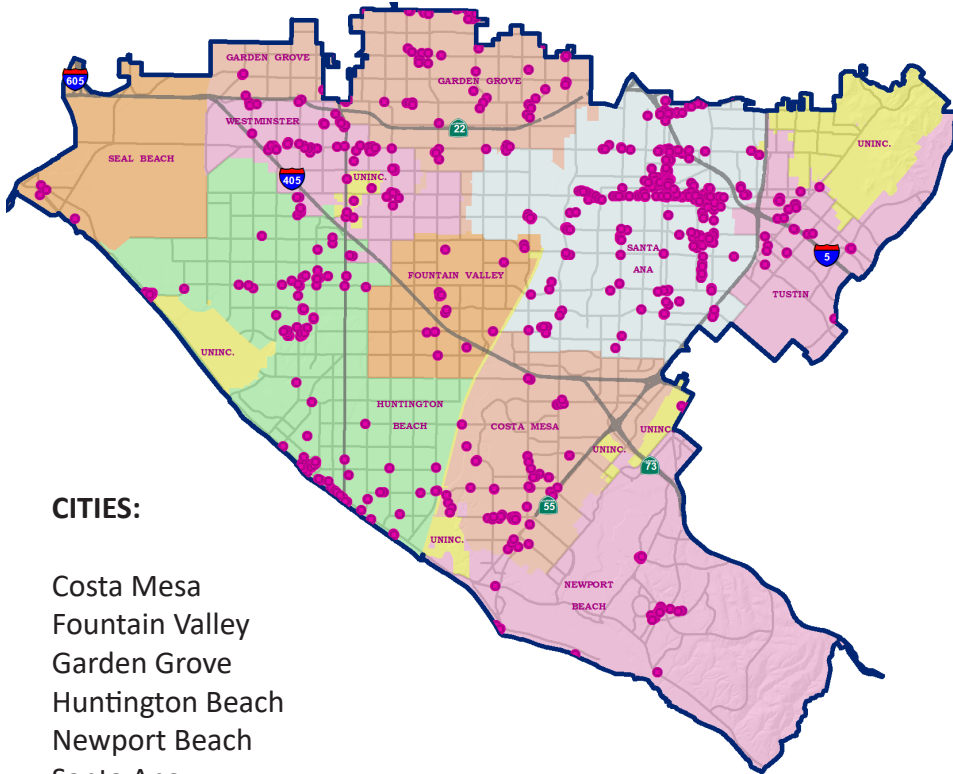 GARDEN GROVE
605
GARDEN GROVE
WESTMINSTER
22
UNINC.
SEAL BEACH
405
UNINC.
SANTA
ANA
5
FOUNTAIN VALLEY
TUSTIN
UNINC.
HUNTINGTON
BEACH
COSTA MESA
UNINC.
UNINC.
73
55
UNINC.
NEWPORT
BEACH
CITIES:
Costa Mesa
Fountain Valley
Garden Grove
Huntington Beach
Newport Beach
Santa Ana